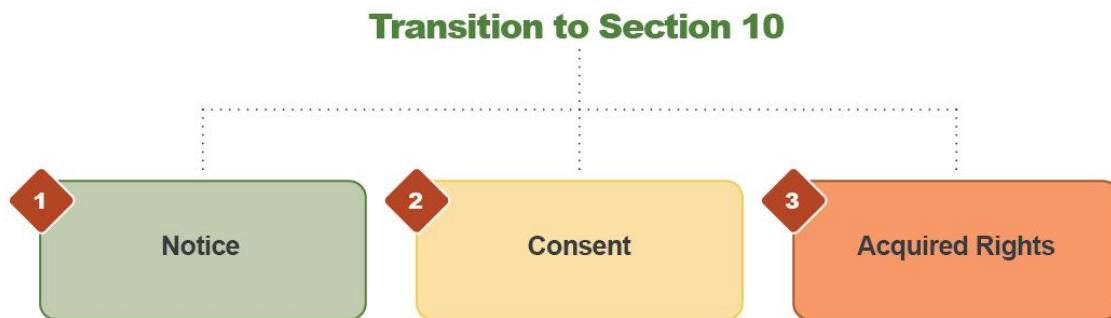 Transition to Section 10
1
Notice
2
Consent
3
Acquired Rights